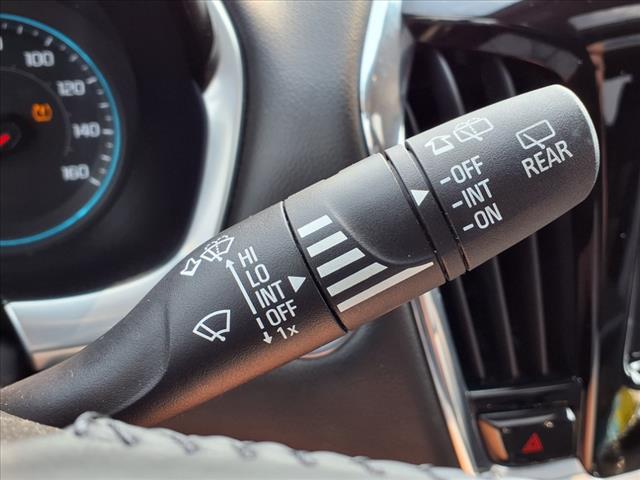 100
120
140
160
HI
LO
INT
OFF
1x
-OFF
-INT
-ON
REAR